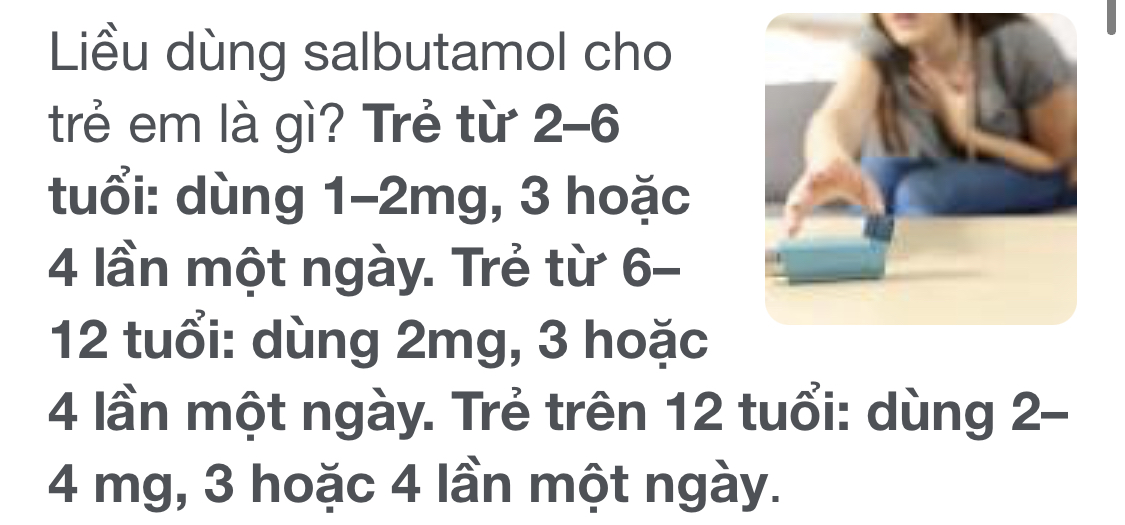 Liều dùng salbutamol cho
trẻ em là gì? Trẻ từ 2–6
tuổi: dùng 1–2mg, 3 hoặc
4 lần một ngày. Trẻ từ 6–
12 tuổi: dùng 2mg, 3 hoặc
4 lần một ngày. Trẻ trên 12 tuổi: dùng 2–
4 mg, 3 hoặc 4 lần một ngày.